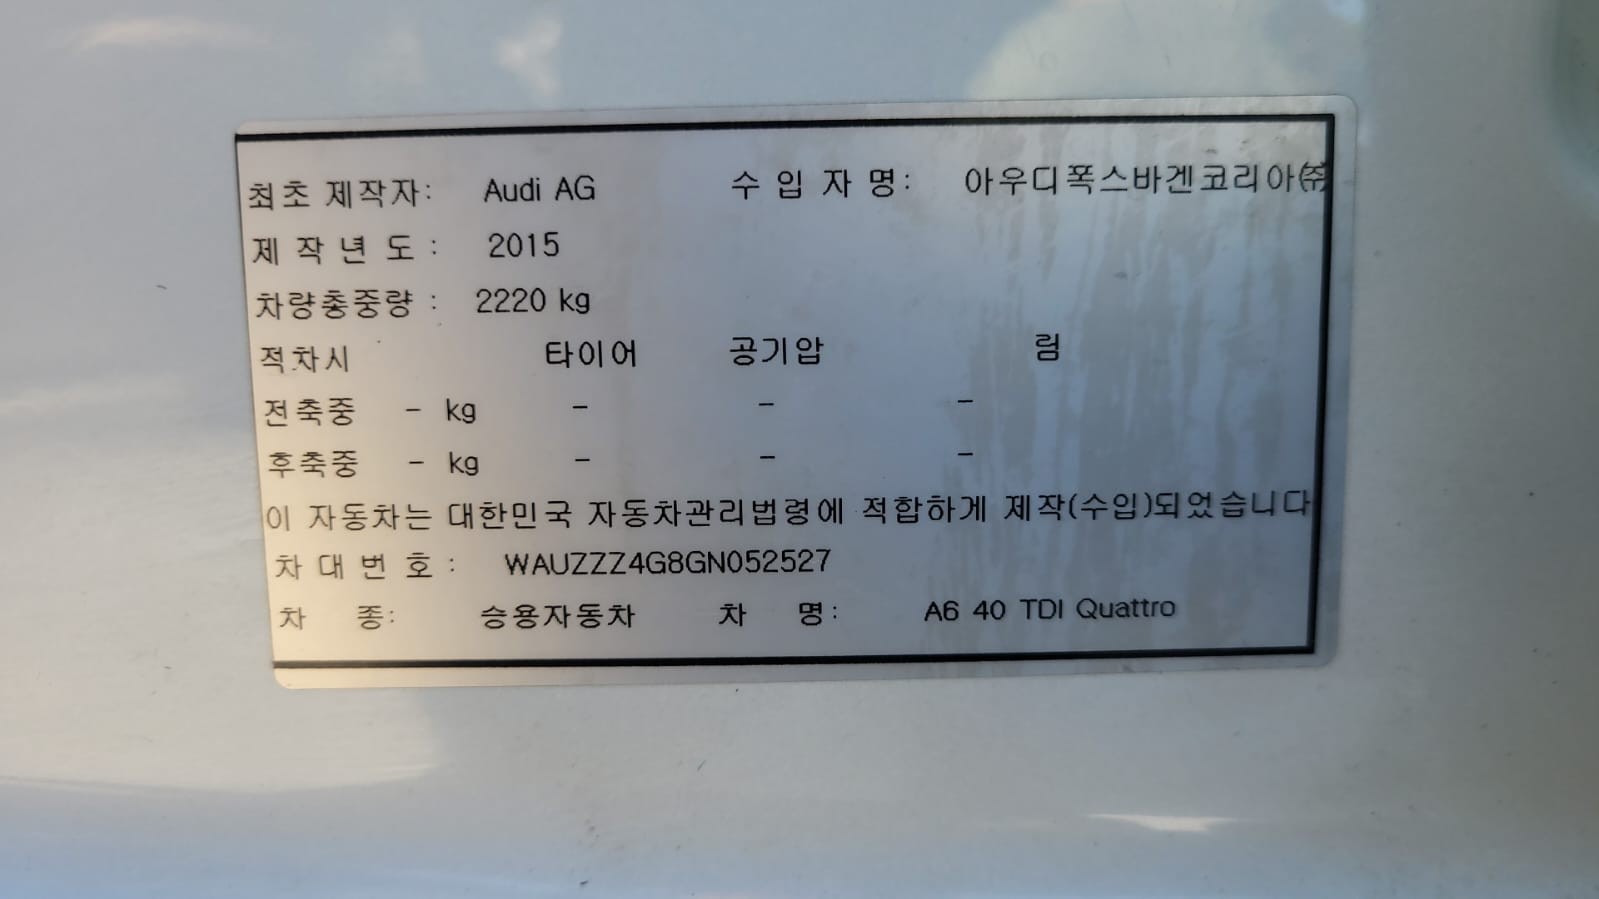 최초 제작자: Audi AG 수 입 자 명: 아우디폭스바겐코리아㈜
제 작 년 도 : 2015
차량총중량 : 2220 kg
적차시 타이어 공기압 림
전축중 - kg - - -
후축중 - kg - - -
이 자동차는 대한민국 자동차관리법령에 적합하게 제작(수입)되었습니다
차 대 번 호 : WAUZZZ4G8GN052527
차 종: 승용자동차 차 명: A6 40 TDI Quattro